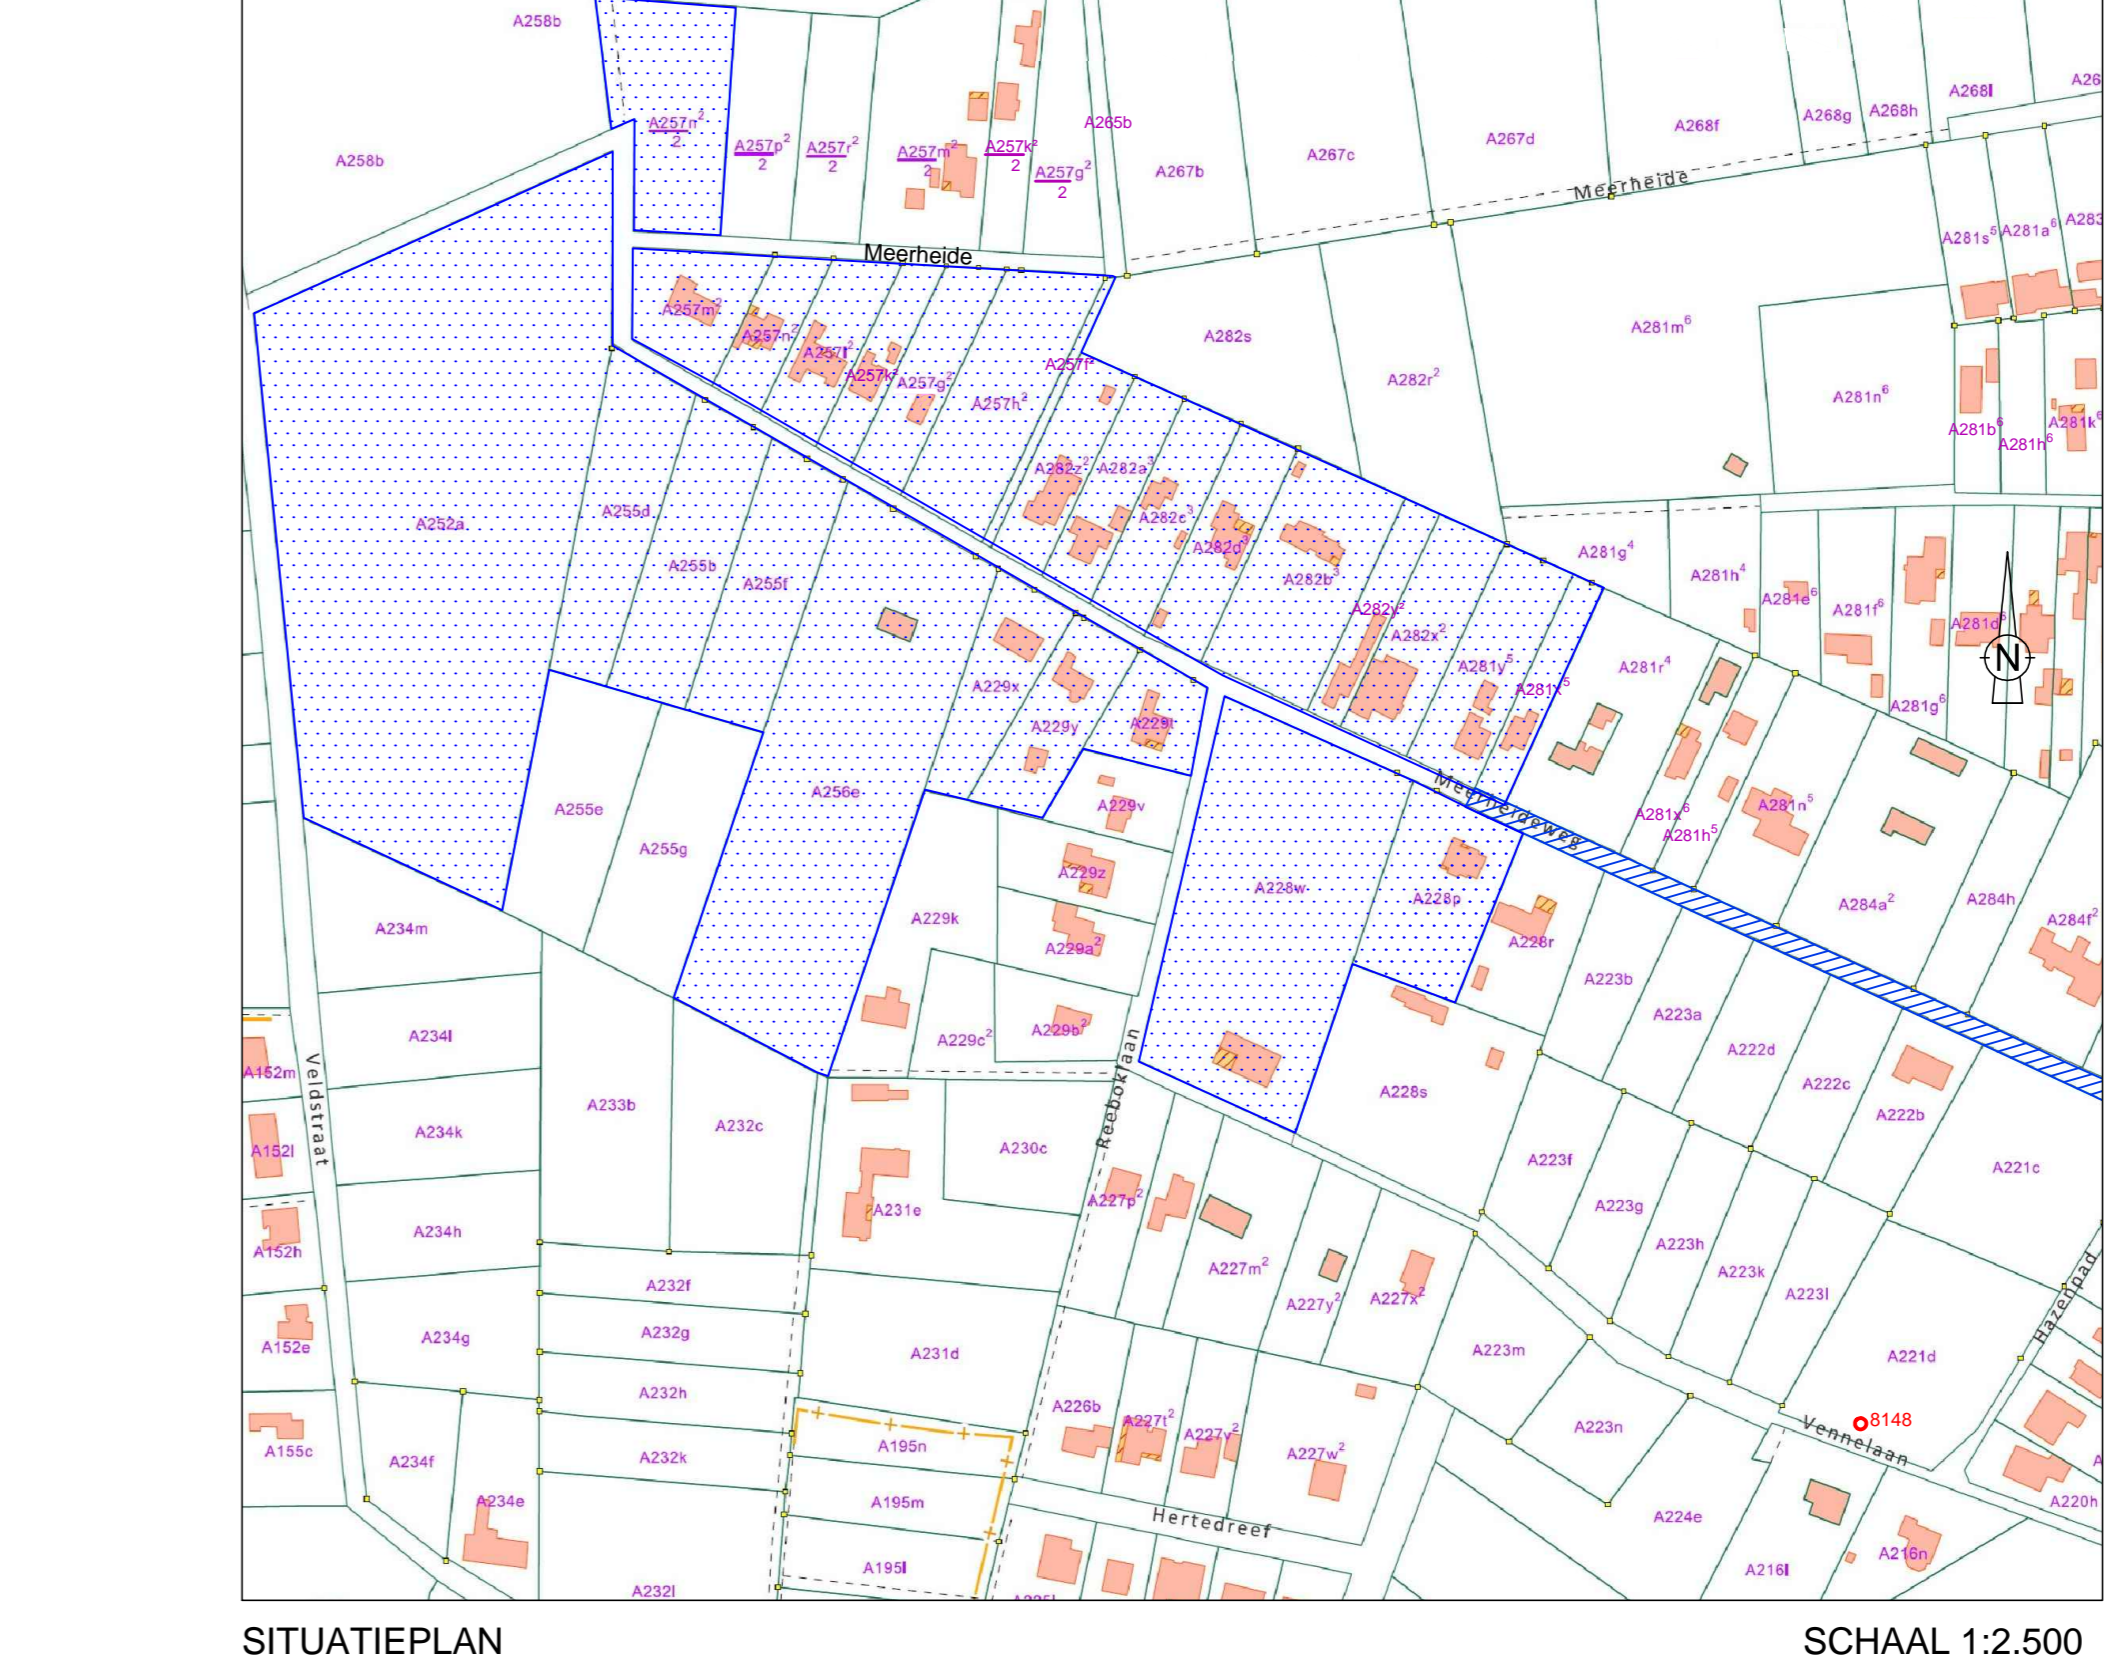 A258b
A257n²
2
A257p²
2
A257r²
2
A257m²
2
A257k²
2
A257g²
2
A265b
A267b
A267c
A267d
A268f
A268g
A268h
A268l
A258b
Meerheide
Meerheide
A281s⁵
A281a⁶
A257m²
A257n²
A257l²
A257k²
A257g²
A257h²
A257f²
A282s
A282r²
A281m⁶
A281n⁶
A281b⁶
A281h⁶
A281k⁶
A252a
A255d
A255b
A255f
A282z²
A282a³
A282c³
A282d³
A282b³
A282y²
A282x²
A281y⁵
A281x⁵
A281g⁴
A281h⁴
A281e⁶
A281f⁶
A281d⁶
N
A281r⁴
A281g⁶
A229x
A229y
A229t
A229v
A256e
A255e
A255g
Meerheideweg
A281x⁶
A281h⁵
A281n⁵
A229z
A229k
A229a²
A228w
A228p
A228r
A284a²
A284h
A284f²
A234m
A223b
A223a
A222d
A222c
A222b
A229c²
A229b²
Reeboklaan
A228s
A234l
A152m
Veldstraat
A233b
A232c
A234k
A152l
A230c
A231e
A227p²
A223f
A223g
A223h
A223k
A223l
A221c
A234h
A152h
A227m²
A227y²
A227x²
Hazenpad
A232f
A232g
A234g
A152e
A231d
A223m
A221d
A232h
A226b
A227t²
A227v²
A227w²
A223n
8148
Vennelaan
A155c
A234f
A232k
A195n
A195m
A234e
Hertedreef
A224e
A220h
A195l
A232l
A216l
A216n
SITUATIEPLAN
SCHAAL 1:2.500